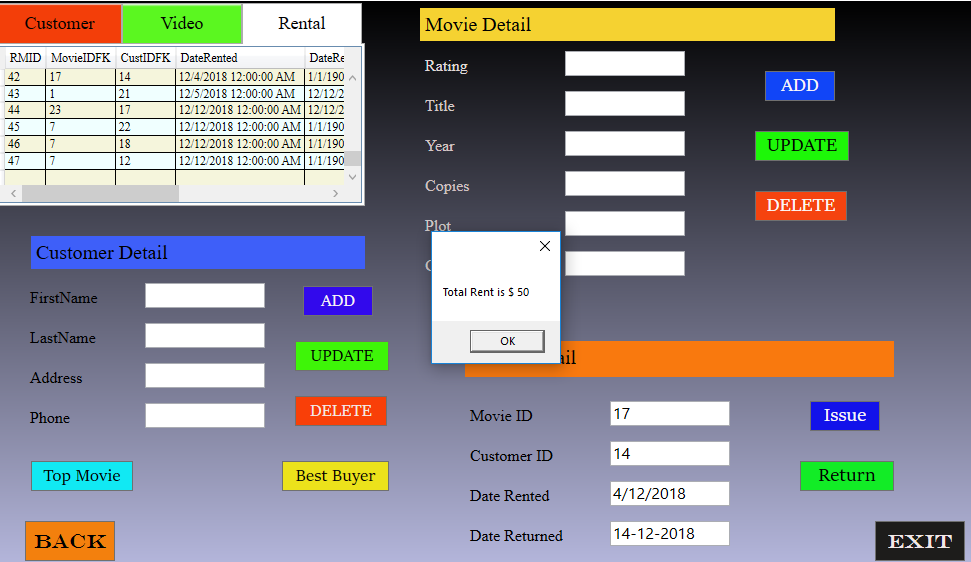 Customer Video Rental
RMID MovieIDFK CustIDFK DateRented DateRe
42 17 14 12/4/2018 12:00:00 AM 1/1/190
43 1 21 12/5/2018 12:00:00 AM 12/12/2
44 23 17 12/12/2018 12:00:00 AM 12/12/2
45 7 22 12/12/2018 12:00:00 AM 1/1/190
46 7 18 12/12/2018 12:00:00 AM 1/1/190
47 7 12 12/12/2018 12:00:00 AM 1/1/190
Movie Detail
Rating
Title
Year
Copies
Plot
ADD
UPDATE
DELETE
Customer Detail
FirstName
LastName
Address
Phone
ADD
UPDATE
DELETE
Top Movie
Best Buyer
BACK
Total Rent is $ 50
OK
ail
Movie ID 17
Customer ID 14
Date Rented 4/12/2018
Date Returned 14-12-2018
Issue
Return
EXIT